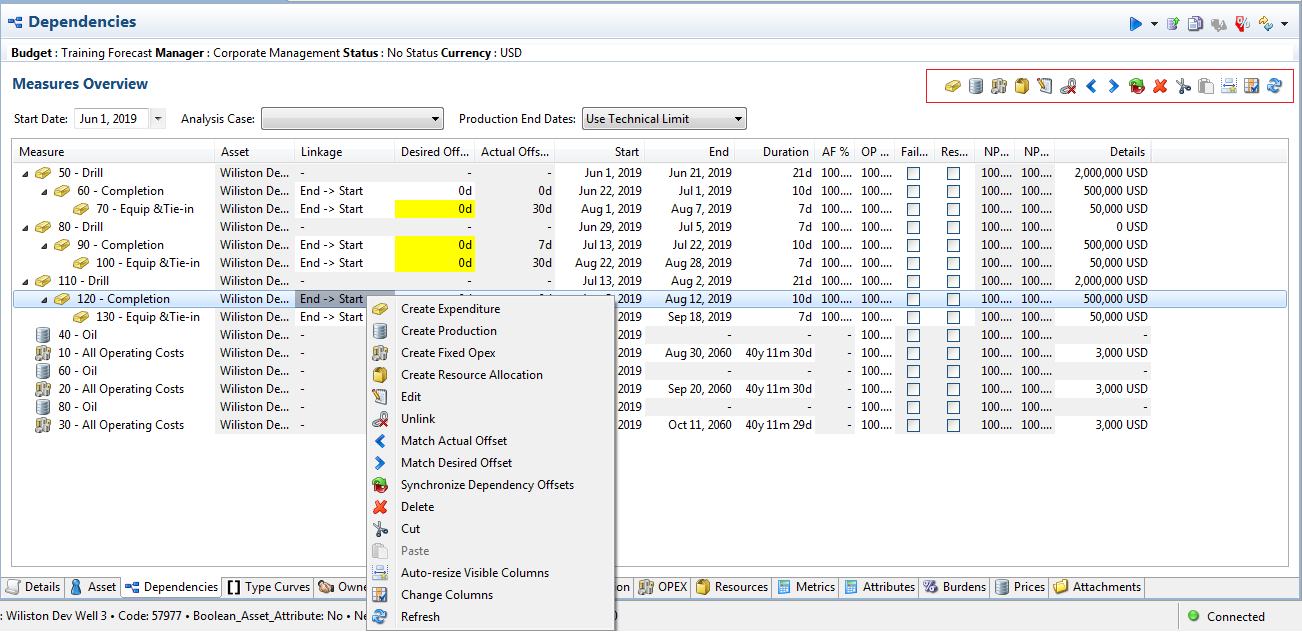 Dependencies
Budget : Training Forecast Manager : Corporate Management Status : No Status Currency : USD
Measures Overview
Start Date: Jun 1, 2019 Analysis Case: Production End Dates: Use Technical Limit
Measure Asset Linkage Desired Off... Actual Offs... Start End Duration AF % OP ... Fail... Res... NP... NP... Details
50 - Drill Wiliston De... - - - Jun 1, 2019 Jun 21, 2019 21d 100.... 100.... 100.... 100.... 2,000,000 USD
60 - Completion Wiliston De... End -> Start 0d 0d Jun 22, 2019 Jul 1, 2019 10d 100.... 100.... 100.... 100.... 500,000 USD
70 - Equip &Tie-in Wiliston De... End -> Start 0d 30d Aug 1, 2019 Aug 7, 2019 7d 100.... 100.... 100.... 100.... 50,000 USD
80 - Drill Wiliston De... - - - Jun 29, 2019 Jul 5, 2019 7d 100.... 100.... 100.... 100.... 0 USD
90 - Completion Wiliston De... End -> Start 0d 7d Jul 13, 2019 Jul 22, 2019 10d 100.... 100.... 100.... 100.... 500,000 USD
100 - Equip &Tie-in Wiliston De... End -> Start 0d 30d Aug 22, 2019 Aug 28, 2019 7d 100.... 100.... 100.... 100.... 50,000 USD
110 - Drill Wiliston De... - - - Jul 13, 2019 Aug 2, 2019 21d 100.... 100.... 100.... 100.... 2,000,000 USD
120 - Completion Wiliston De... End -> Start 2019 Aug 12, 2019 10d 100.... 100.... 100.... 100.... 500,000 USD
130 - Equip &Tie-in Wiliston De... End -> Start 2019 Sep 18, 2019 7d 100.... 100.... 100.... 100.... 50,000 USD
40 - Oil Wiliston De... - 2019 - - - 100.... 100.... 100.... -
10 - All Operating Costs Wiliston De... - 2019 Aug 30, 2060 40y 11m 30d - 100.... 100.... 100.... 3,000 USD
60 - Oil Wiliston De... - 2019 - - - 100.... 100.... 100.... -
20 - All Operating Costs Wiliston De... - 2019 Sep 20, 2060 40y 11m 30d - 100.... 100.... 100.... 3,000 USD
80 - Oil Wiliston De... - 2019 - - - 100.... 100.... 100.... -
30 - All Operating Costs Wiliston De... - 2019 Oct 11, 2060 40y 11m 29d - 100.... 100.... 100.... 3,000 USD
Create Expenditure
Create Production
Create Fixed Opex
Create Resource Allocation
Edit
Unlink
Match Actual Offset
Match Desired Offset
Synchronize Dependency Offsets
Delete
Cut
Paste
Auto-resize Visible Columns
Change Columns
Refresh
Details Asset Dependencies Type Curves Owne on OPEX Resources Metrics Attributes Burdens Prices Attachments
: Wiliston Dev Well 3 • Code: 57977 • Boolean_Asset_Attribute: No • Ne Connected